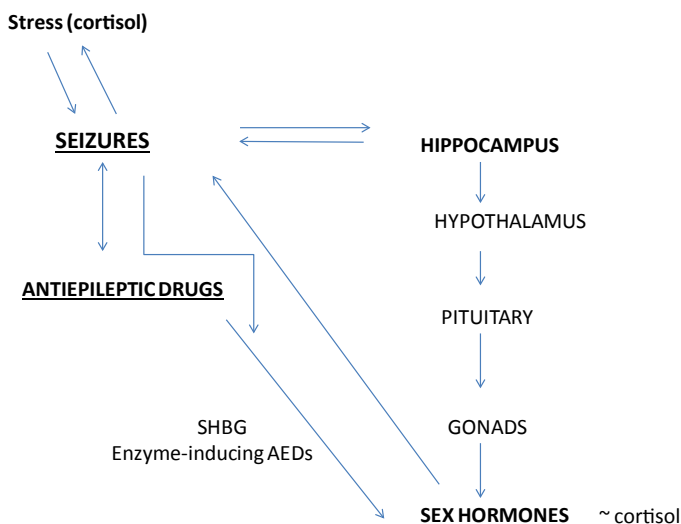 Stress (cortisol)
SEIZURES
HIPPOCAMPUS
HYPOTHALAMUS
ANTIEPILEPTIC DRUGS
PITUITARY
SHBG
Enzyme-inducing AEDs
GONADS
SEX HORMONES ~ cortisol